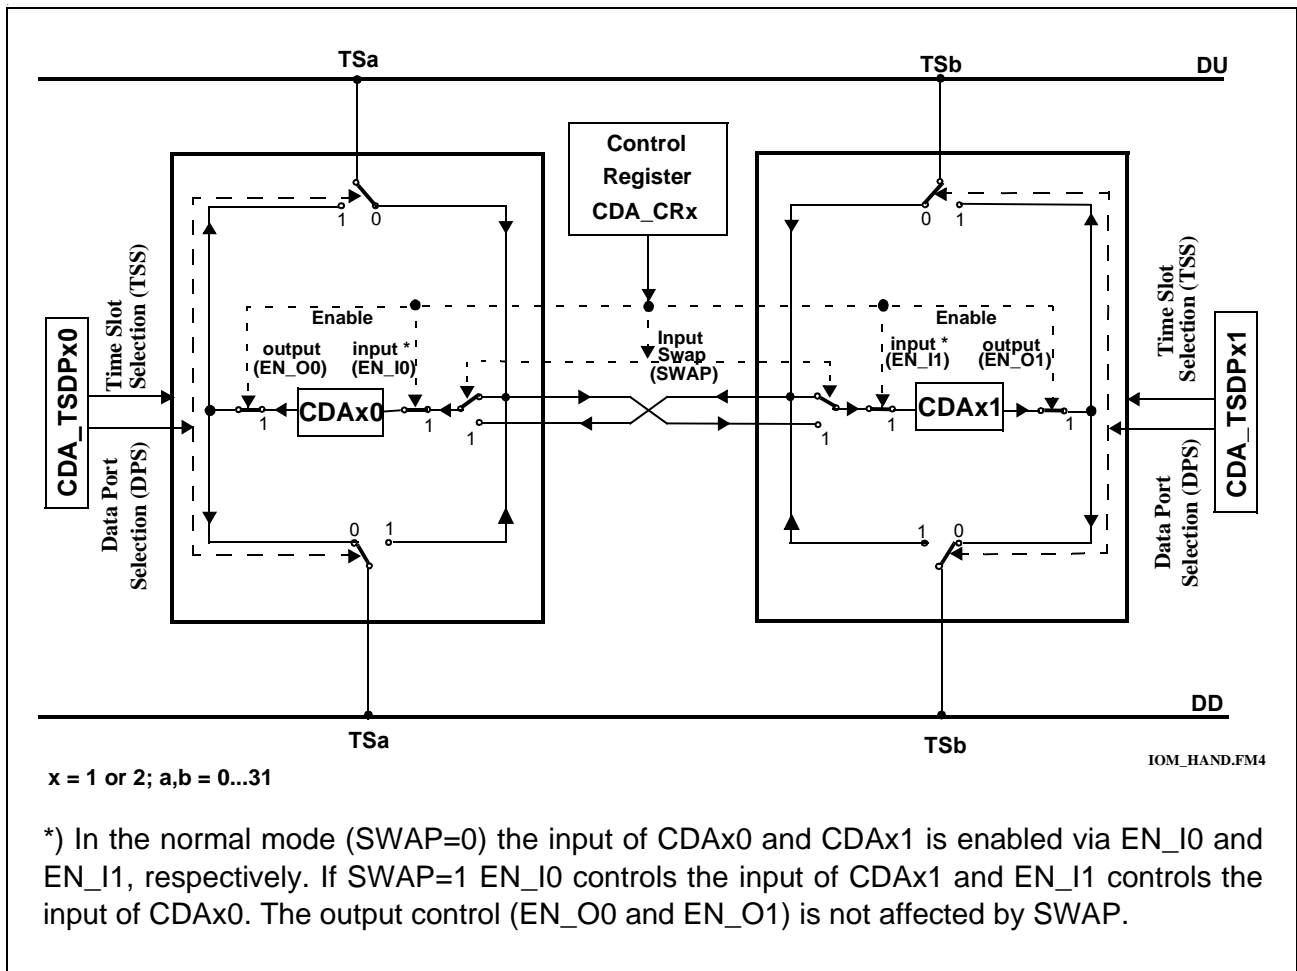 TSa
TSb
DU
Control
Register
CDA_CRx
1
0
0
1
Time Slot
Selection (TSS)
Time Slot
Selection (TSS)
CDA_TSDPx0
CDA_TSDPx1
Enable
Enable
output
(EN_O0)
input *
(EN_I0)
Input
Swap
(SWAP)
input *
(EN_I1)
output
(EN_O1)
CDAx0
CDAx1
1
1
1
1
1
1
Data Port
Selection (DPS)
Data Port
Selection (DPS)
0
1
1
0
DD
TSa
TSb
IOM_HAND.FM4
x = 1 or 2; a,b = 0...31
*) In the normal mode (SWAP=0) the input of CDAx0 and CDAx1 is enabled via EN_I0 and
EN_I1, respectively. If SWAP=1 EN_I0 controls the input of CDAx1 and EN_I1 controls the
input of CDAx0. The output control (EN_O0 and EN_O1) is not affected by SWAP.